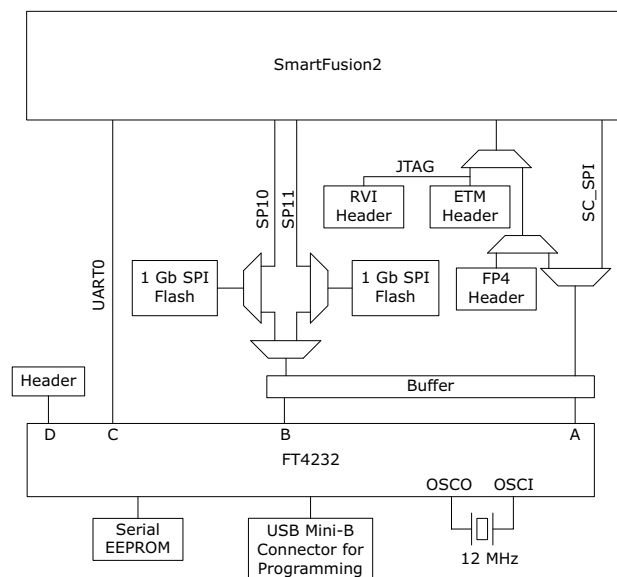 SmartFusion2
JTAG
RVI
Header
ETM
Header
SC_SPI
SP10
SP11
UART0
1 Gb SPI
Flash
1 Gb SPI
Flash
FP4
Header
Header
Buffer
D
C
B
A
FT4232
OSCO
OSCI
Serial
EEPROM
USB Mini-B
Connector for
Programming
12 MHz